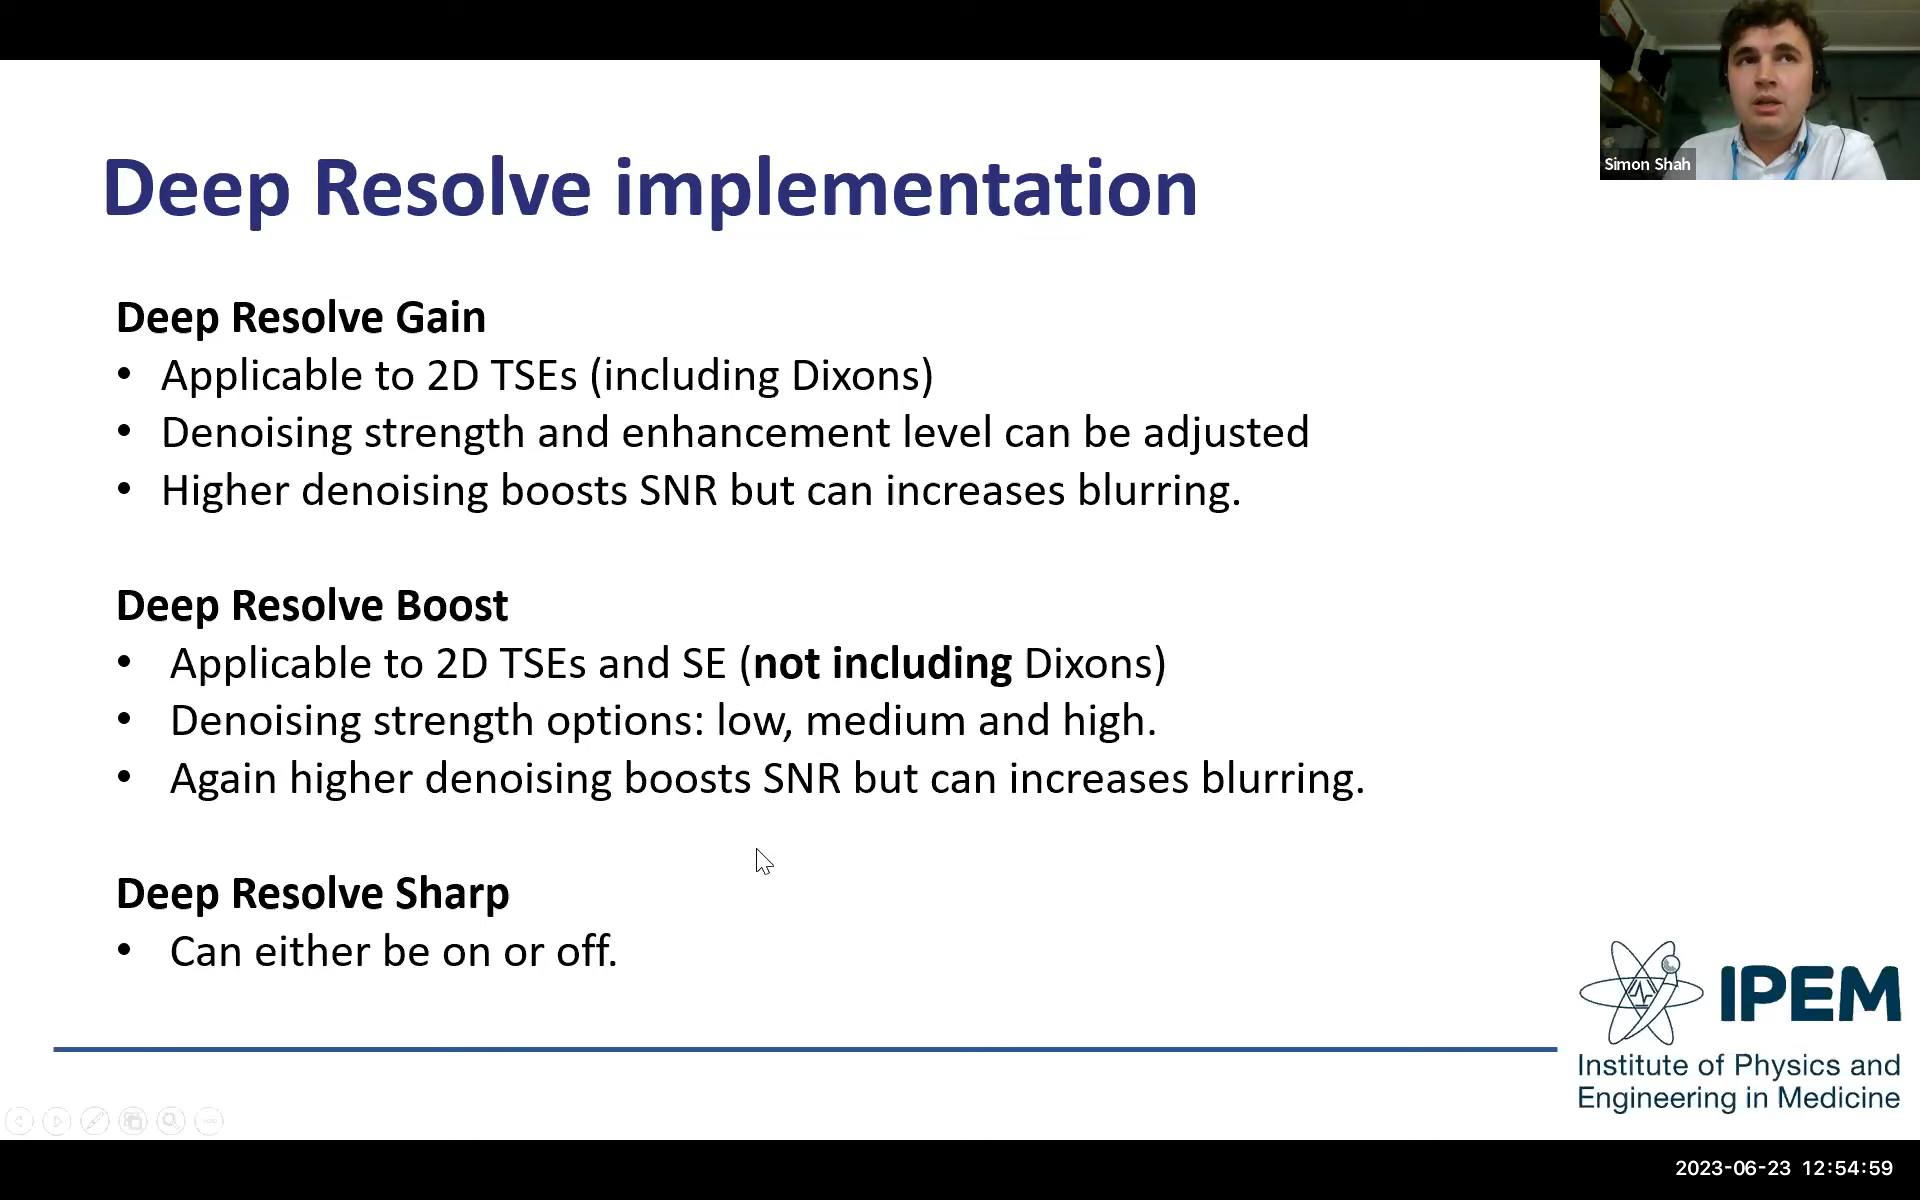 Simon Shah
Deep Resolve implementation
Deep Resolve Gain
• Applicable to 2D TSEs (including Dixons)
• Denoising strength and enhancement level can be adjusted
• Higher denoising boosts SNR but can increases blurring.
Deep Resolve Boost
• Applicable to 2D TSEs and SE (not including Dixons)
• Denoising strength options: low, medium and high.
• Again higher denoising boosts SNR but can increases blurring.
Deep Resolve Sharp
• Can either be on or off.
IPEM
Institute of Physics and
Engineering in Medicine
2023-06-23 12:54:59